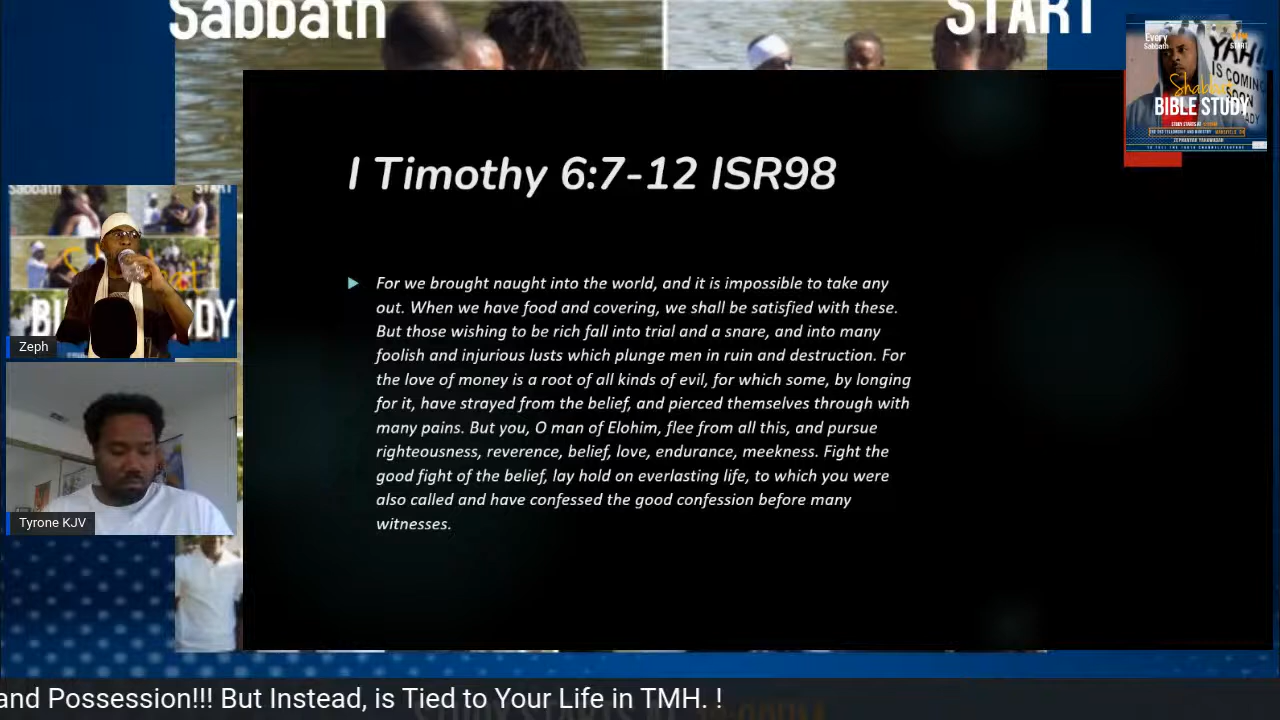 Sabbath
START
Every
Sabbath
START
YAH!
IS COMING
SOON
Shabbat
BIBLE STUDY
I Timothy 6:7-12 ISR98
For we brought naught into the world, and it is impossible to take any
out. When we have food and covering, we shall be satisfied with these.
But those wishing to be rich fall into trial and a snare, and into many
foolish and injurious lusts which plunge men in ruin and destruction. For
the love of money is a root of all kinds of evil, for which some, by longing
for it, have strayed from the belief, and pierced themselves through with
many pains. But you, O man of Elohim, flee from all this, and pursue
righteousness, reverence, belief, love, endurance, meekness. Fight the
good fight of the belief, lay hold on everlasting life, to which you were
also called and have confessed the good confession before many
witnesses.
Zeph
Tyrone KJV
and Possession!!! But Instead, is Tied to Your Life in TMH. !